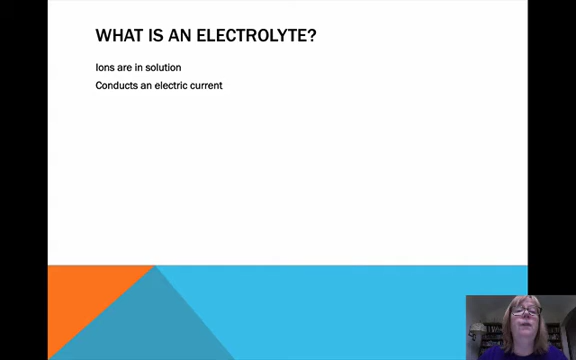 WHAT IS AN ELECTROLYTE?
Ions are in solution
Conducts an electric current